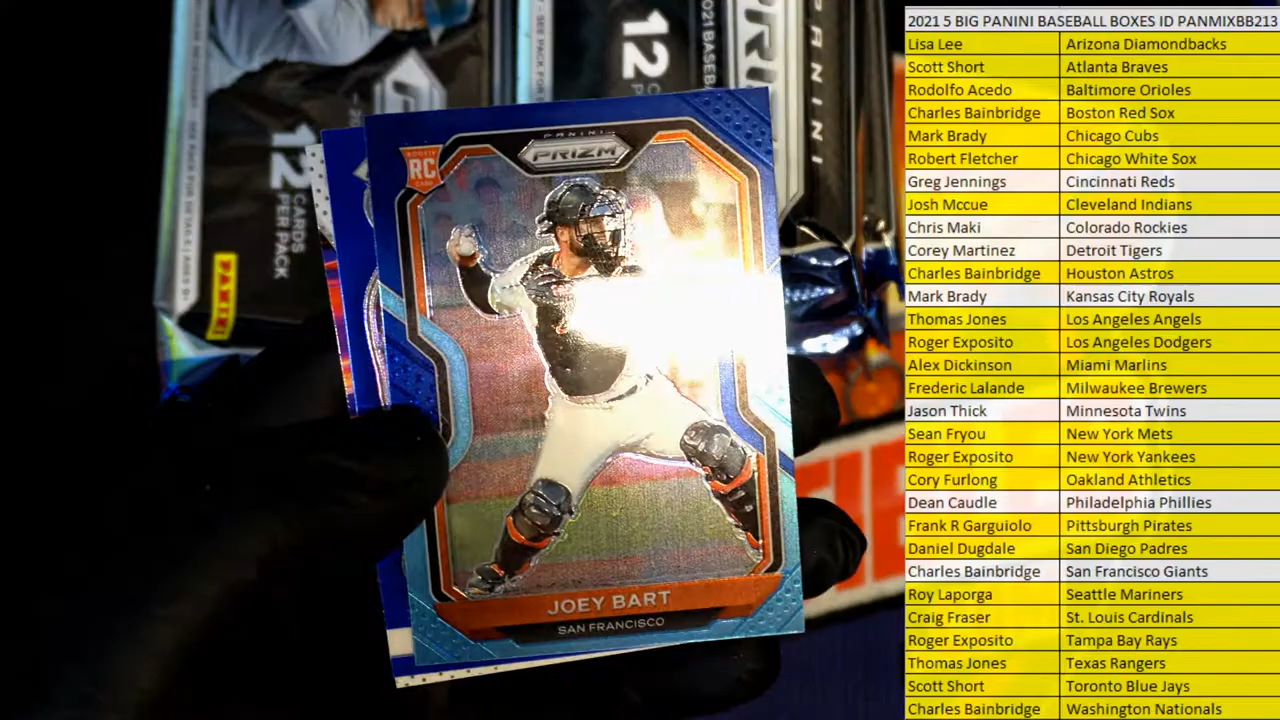 12
CARDS
PER PACK
PANINI
12
2021 BASEBA
PANINI
PANINI
PRIZM
ROOKIE
RC
CARD
JOEY BART
SAN FRANCISCO
2021 5 BIG PANINI BASEBALL BOXES ID PANMIXBB213
Lisa Lee Arizona Diamondbacks
Scott Short Atlanta Braves
Rodolfo Acedo Baltimore Orioles
Charles Bainbridge Boston Red Sox
Mark Brady Chicago Cubs
Robert Fletcher Chicago White Sox
Greg Jennings Cincinnati Reds
Josh Mccue Cleveland Indians
Chris Maki Colorado Rockies
Corey Martinez Detroit Tigers
Charles Bainbridge Houston Astros
Mark Brady Kansas City Royals
Thomas Jones Los Angeles Angels
Roger Exposito Los Angeles Dodgers
Alex Dickinson Miami Marlins
Frederic Lalande Milwaukee Brewers
Jason Thick Minnesota Twins
Sean Fryou New York Mets
Roger Exposito New York Yankees
Cory Furlong Oakland Athletics
Dean Caudle Philadelphia Phillies
Frank R Garguiolo Pittsburgh Pirates
Daniel Dugdale San Diego Padres
Charles Bainbridge San Francisco Giants
Roy Laporga Seattle Mariners
Craig Fraser St. Louis Cardinals
Roger Exposito Tampa Bay Rays
Thomas Jones Texas Rangers
Scott Short Toronto Blue Jays
Charles Bainbridge Washington Nationals